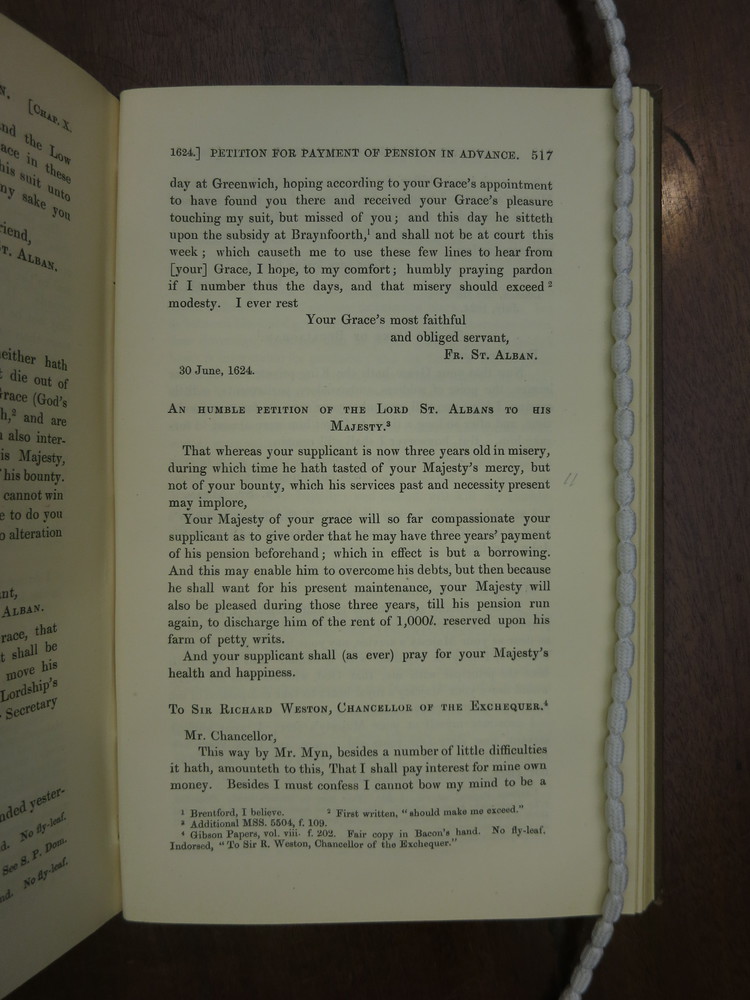 N. [Chap. X.
nd the Low
ace in these
his suit unto
ny sake you
riend,
T. Alban.
either hath
t die out of
Grace (God's
h,² and are
also inter-
is Majesty,
his bounty.
cannot win
e to do you
o alteration
nt,
Alban.
race, that
t shall be
move his
Lordship's
Secretary
nded yester-
d. No fly-leaf.
See S. P. Dom.
nd. No fly-leaf.
1624.] PETITION FOR PAYMENT OF PENSION IN ADVANCE. 517
day at Greenwich, hoping according to your Grace's appointment
to have found you there and received your Grace's pleasure
touching my suit, but missed of you; and this day he sitteth
upon the subsidy at Braynfoorth,¹ and shall not be at court this
week; which causeth me to use these few lines to hear from
[your] Grace, I hope, to my comfort; humbly praying pardon
if I number thus the days, and that misery should exceed ²
modesty. I ever rest
Your Grace's most faithful
and obliged servant,
Fr. St. Alban.
30 June, 1624.
An humble petition of the Lord St. Albans to his
Majesty.³
That whereas your supplicant is now three years old in misery,
during which time he hath tasted of your Majesty's mercy, but
not of your bounty, which his services past and necessity present
may implore,
Your Majesty of your grace will so far compassionate your
supplicant as to give order that he may have three years' payment
of his pension beforehand; which in effect is but a borrowing.
And this may enable him to overcome his debts, but then because
he shall want for his present maintenance, your Majesty will
also be pleased during those three years, till his pension run
again, to discharge him of the rent of 1,000l. reserved upon his
farm of petty writs.
And your supplicant shall (as ever) pray for your Majesty's
health and happiness.
To Sir Richard Weston, Chancellor of the Exchequer.⁴
Mr. Chancellor,
This way by Mr. Myn, besides a number of little difficulties
it hath, amounteth to this, That I shall pay interest for mine own
money. Besides I must confess I cannot bow my mind to be a
¹ Brentford, I believe. ² First written, "should make me exceed."
³ Additional MSS. 5504, f. 109.
⁴ Gibson Papers, vol. viii. f. 202. Fair copy in Bacon's hand. No fly-leaf.
Indorsed, "To Sir R. Weston, Chancellor of the Exchequer."